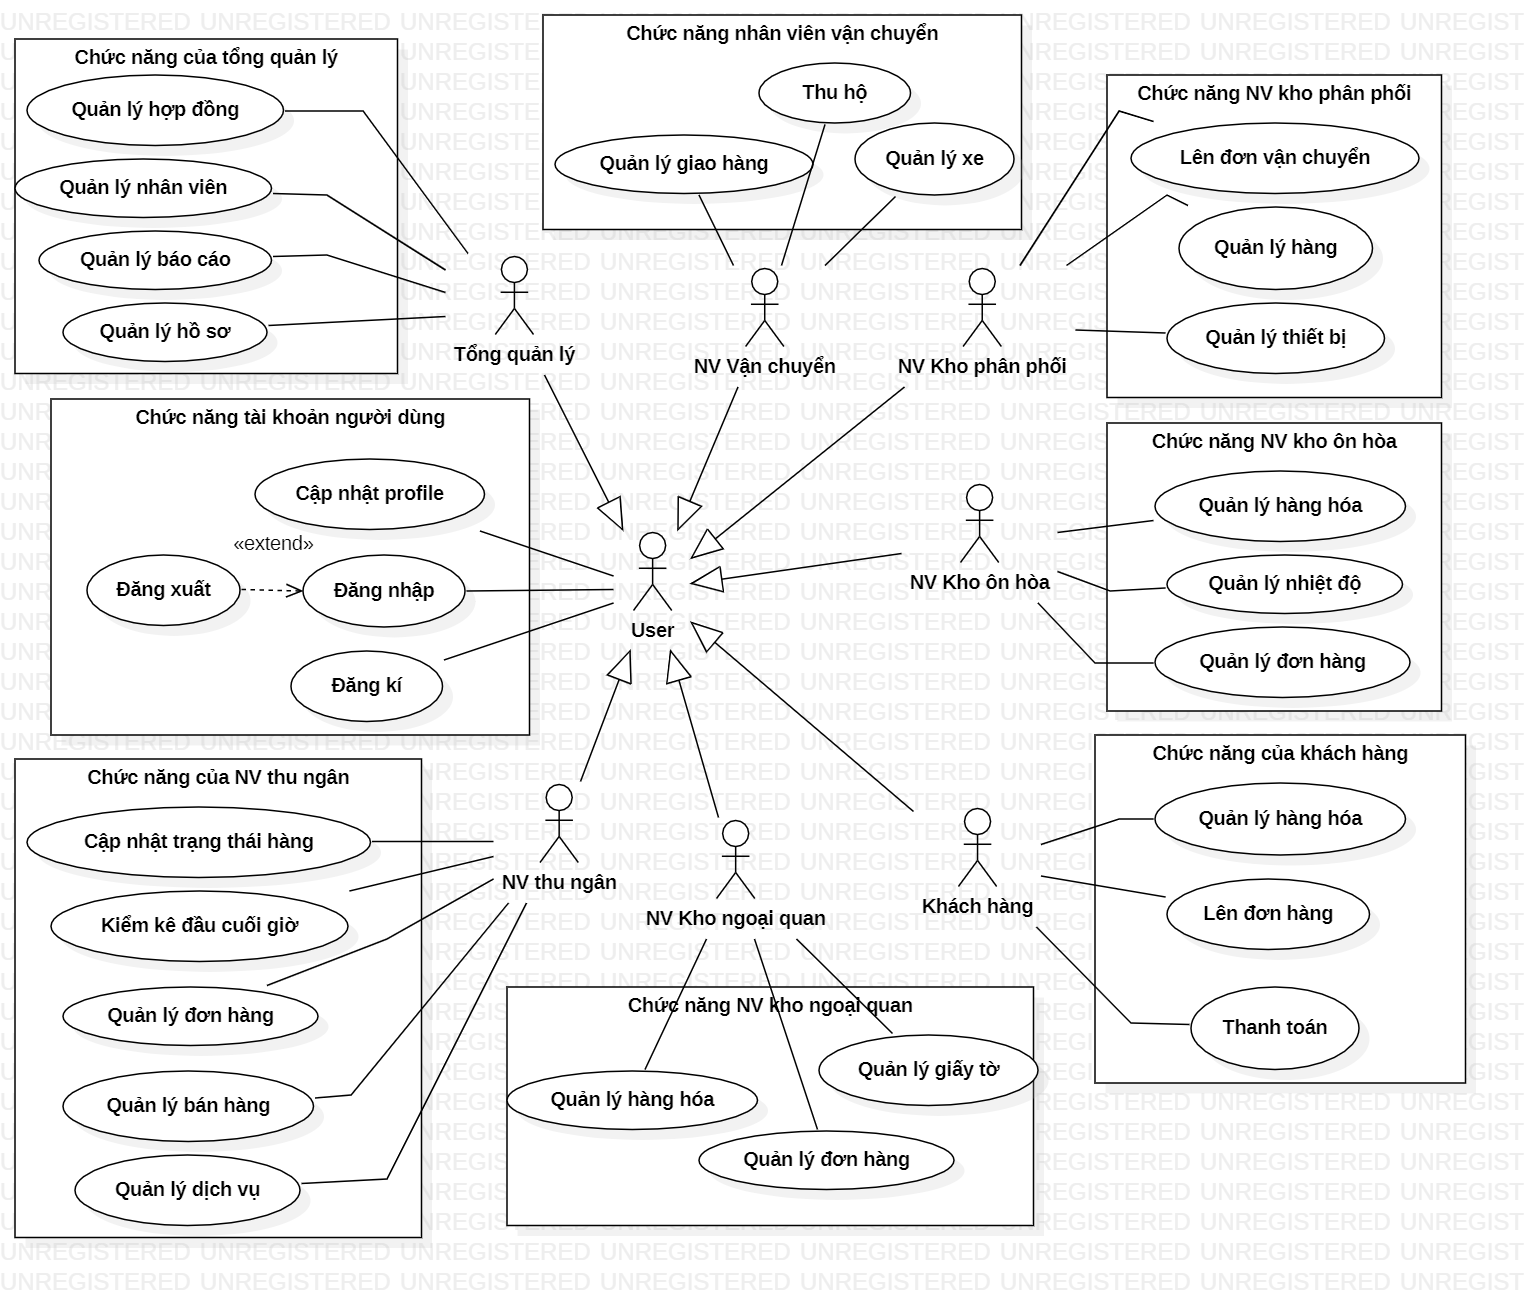 Chức năng của tổng quản lý
Quản lý hợp đồng
Quản lý nhân viên
Quản lý báo cáo
Quản lý hồ sơ
Chức năng nhân viên vận chuyển
Thu hộ
Quản lý giao hàng
Quản lý xe
Chức năng NV kho phân phối
Lên đơn vận chuyển
Quản lý hàng
Quản lý thiết bị
Tổng quản lý
NV Vận chuyển
NV Kho phân phối
Chức năng tài khoản người dùng
Cập nhật profile
«extend»
Đăng xuất
Đăng nhập
Đăng kí
User
NV Kho ôn hòa
Chức năng NV kho ôn hòa
Quản lý hàng hóa
Quản lý nhiệt độ
Quản lý đơn hàng
Chức năng của NV thu ngân
Cập nhật trạng thái hàng
Kiểm kê đầu cuối giờ
Quản lý đơn hàng
Quản lý bán hàng
Quản lý dịch vụ
NV thu ngân
NV Kho ngoại quan
Khách hàng
Chức năng của khách hàng
Quản lý hàng hóa
Lên đơn hàng
Thanh toán
Chức năng NV kho ngoại quan
Quản lý giấy tờ
Quản lý hàng hóa
Quản lý đơn hàng
UNREGISTERED